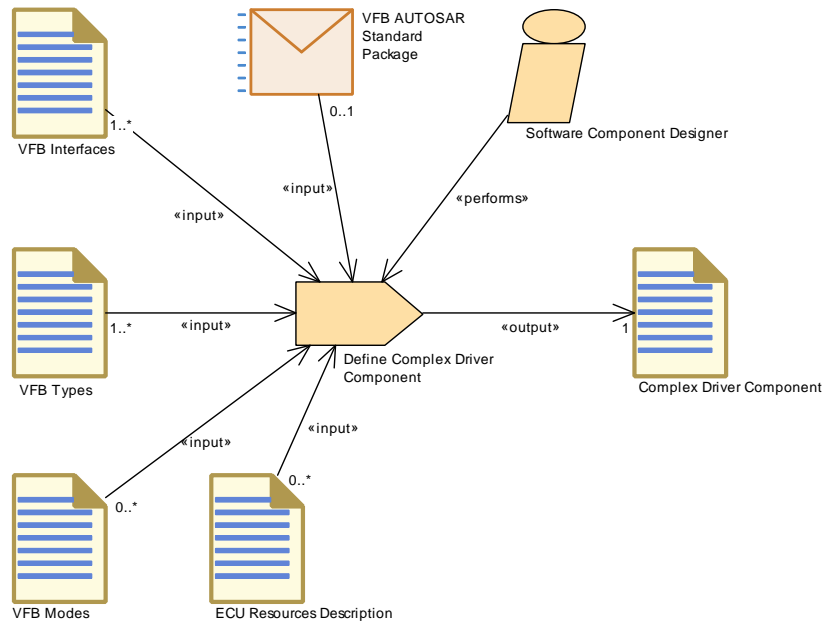 VFB AUTOSAR
Standard
Package
0..1
1..*
VFB Interfaces
Software Component Designer
«input»
«input»
«performs»
1..*
«input»
«output»
1
VFB Types
Define Complex Driver
Component
Complex Driver Component
«input»
«input»
0..*
0..*
VFB Modes
ECU Resources Description